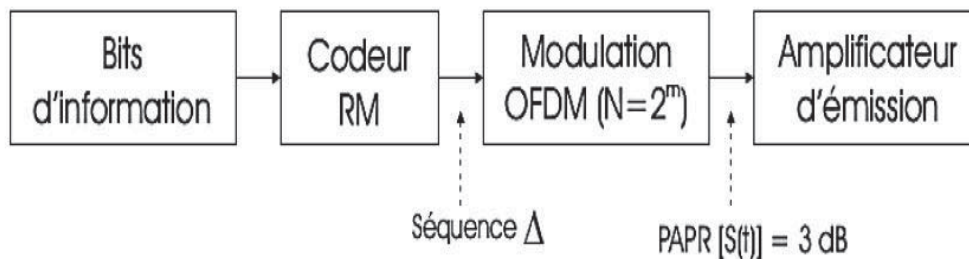 Bits
d'information
Codeur
RM
Modulation
OFDM (N=2^m)
Amplificateur
d'émission
Séquence Δ
PAPR [S(t)] = 3 dB